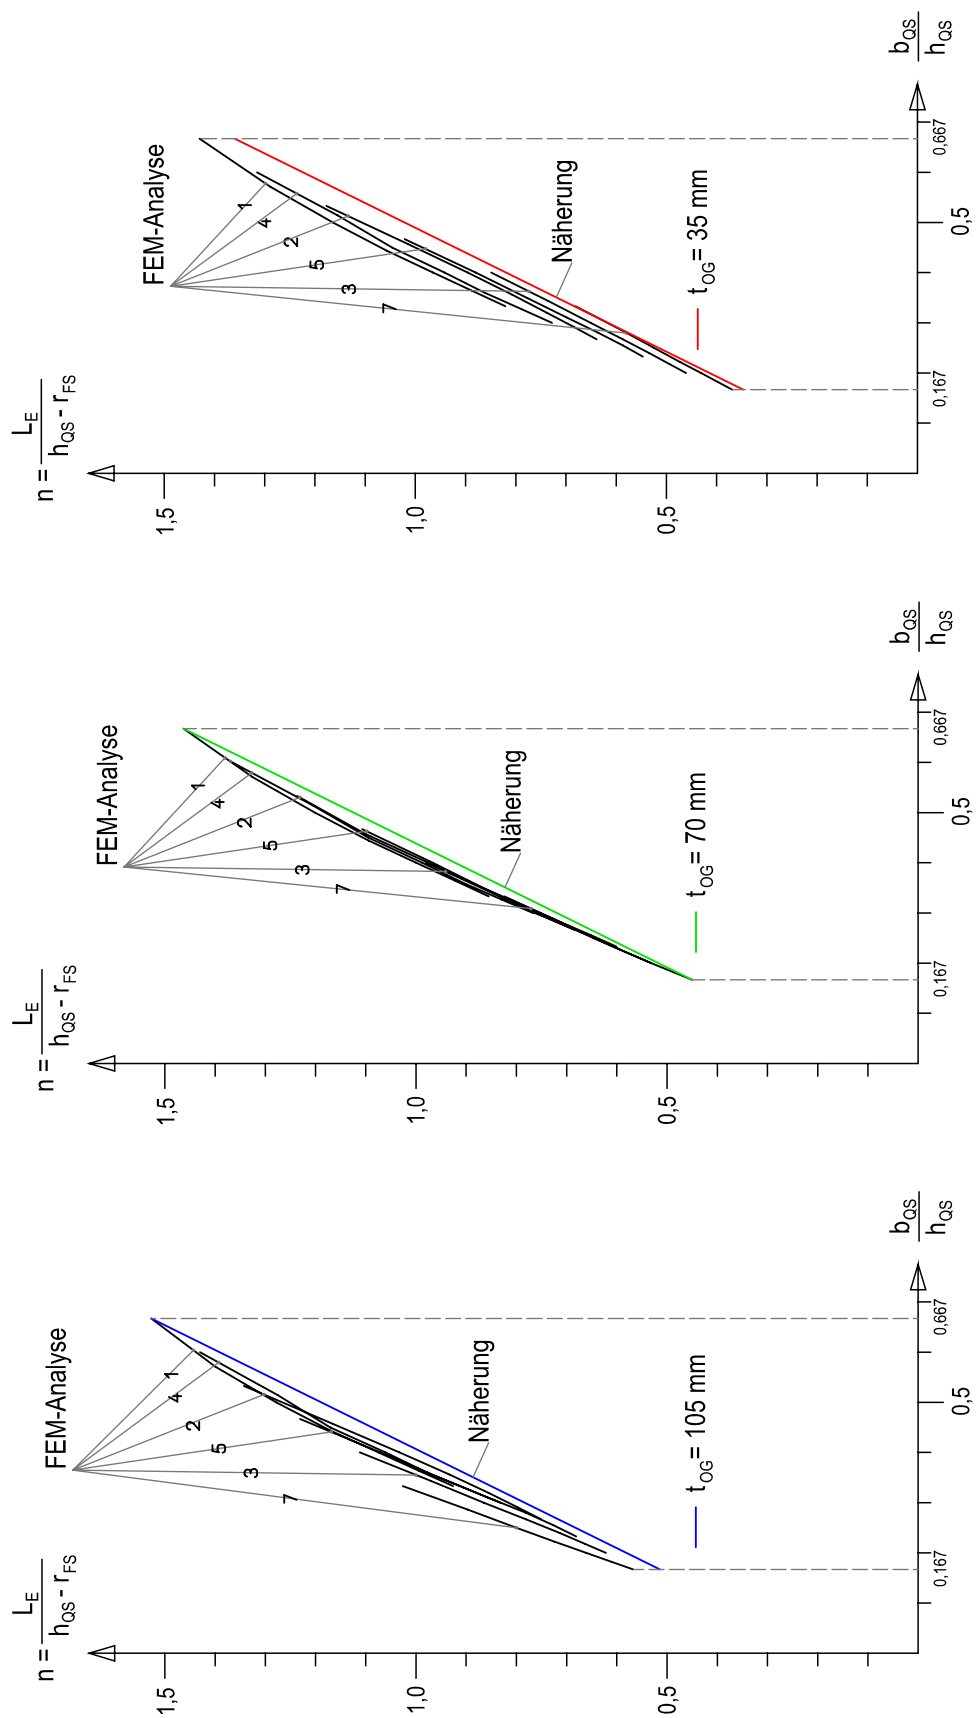 n = L_E
h_QS - r_FS
FEM-Analyse
1,5
7
3
5
2
4
1
1,0
Näherung
0,5
t_OG = 105 mm
0,167
0,5
0,667
b_QS
h_QS
n = L_E
h_QS - r_FS
FEM-Analyse
1,5
7
3
5
2
4
1
1,0
Näherung
0,5
t_OG = 70 mm
0,167
0,5
0,667
b_QS
h_QS
n = L_E
h_QS - r_FS
FEM-Analyse
1,5
7
3
5
2
4
1
1,0
Näherung
0,5
t_OG = 35 mm
0,167
0,5
0,667
b_QS
h_QS